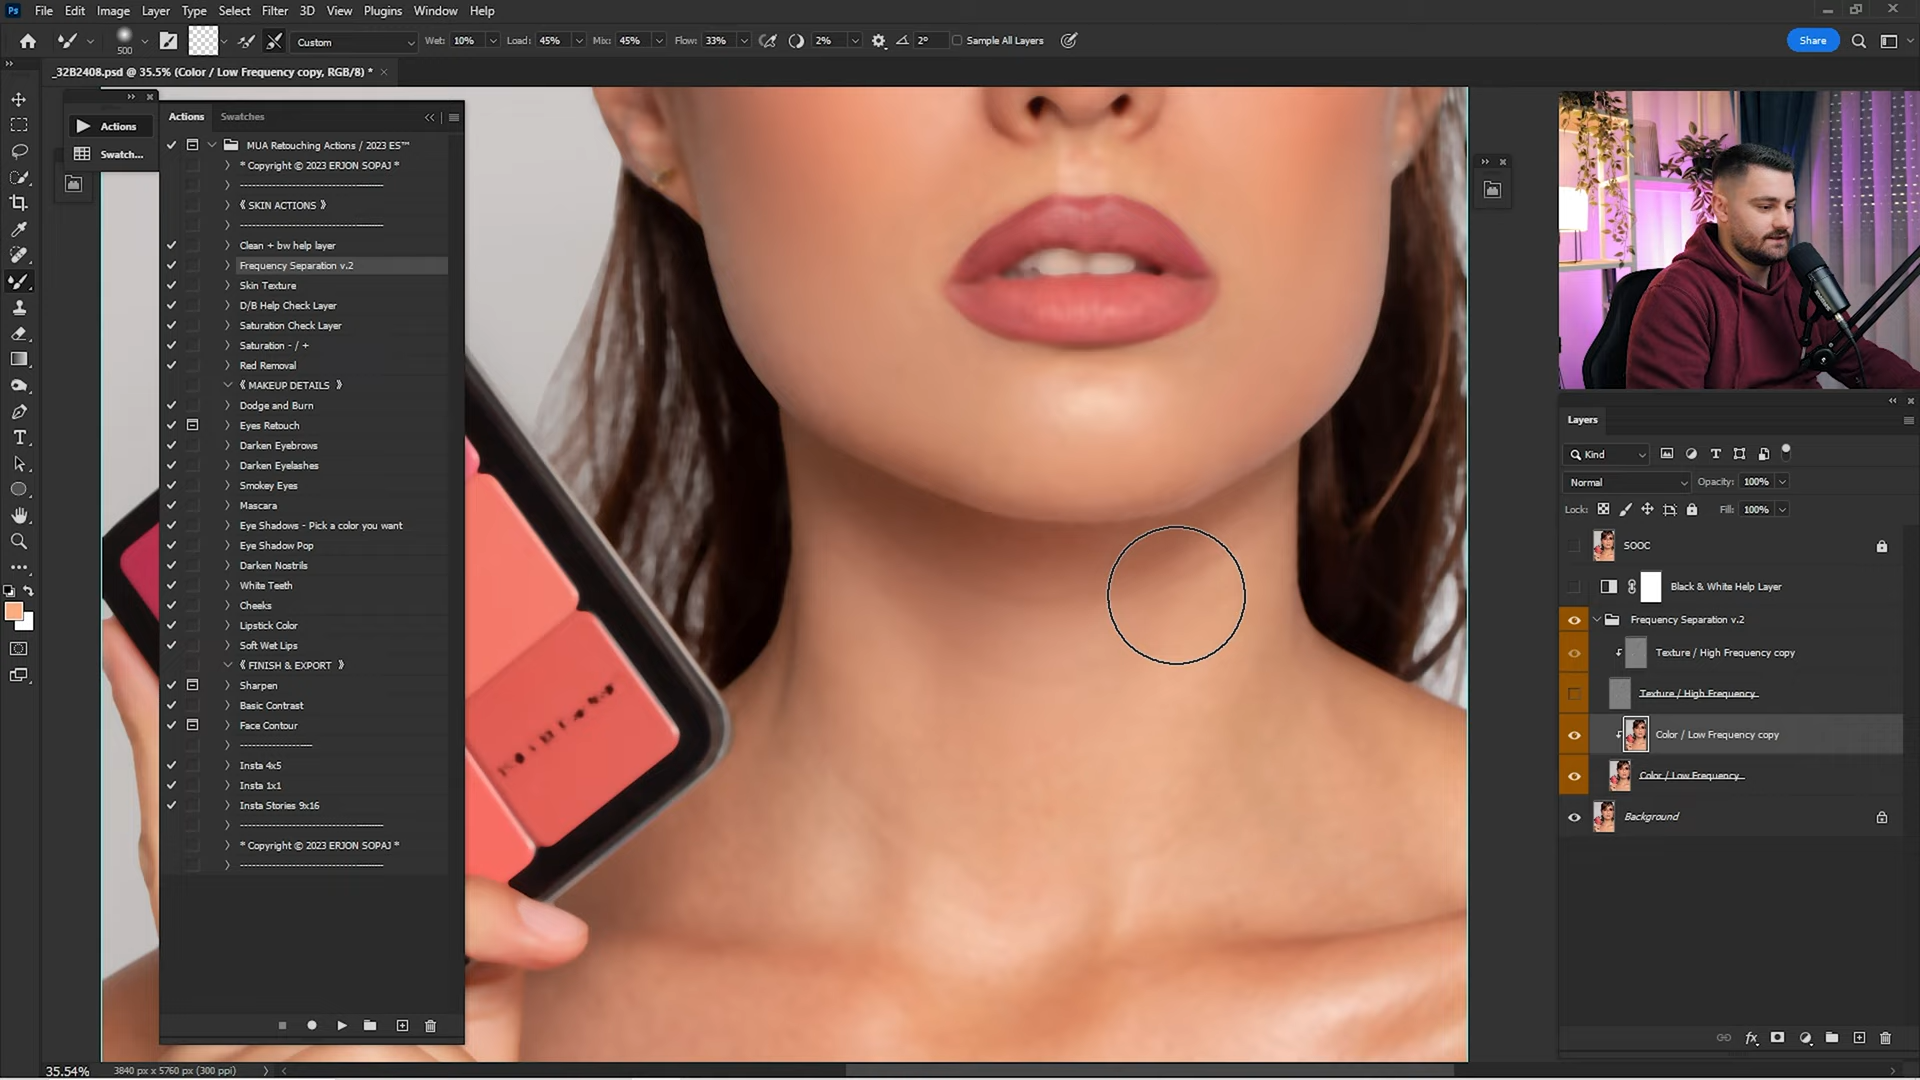 Ps File Edit Image Layer Type Select Filter 3D View Plugins Window Help
500 Custom Wet: 10% Load: 45% Mix: 45% Flow: 33% 2% 2° Sample All Layers Share
_32B2408.psd @ 35.5% (Color / Low Frequency copy, RGB/8) *
Actions
Swatch...
Actions Swatches
MUA Retouching Actions / 2023 ES™
* Copyright © 2023 ERJON SOPAJ *
--------------------------------------
《 SKIN ACTIONS 》
--------------------------------------
Clean + bw help layer
Frequency Separation v.2
Skin Texture
D/B Help Check Layer
Saturation Check Layer
Saturation - / +
Red Removal
《 MAKEUP DETAILS 》
Dodge and Burn
Eyes Retouch
Darken Eyebrows
Darken Eyelashes
Smokey Eyes
Mascara
Eye Shadows - Pick a color you want
Eye Shadow Pop
Darken Nostrils
White Teeth
Cheeks
Lipstick Color
Soft Wet Lips
《 FINISH & EXPORT 》
Sharpen
Basic Contrast
Face Contour
-------------------
Insta 4x5
Insta 1x1
Insta Stories 9x16
--------------------------------------
* Copyright © 2023 ERJON SOPAJ *
--------------------------------------
Layers
Kind
Normal Opacity: 100%
Lock: Fill: 100%
SOOC
Black & White Help Layer
Frequency Separation v.2
Texture / High Frequency copy
Texture / High Frequency
Color / Low Frequency copy
Color / Low Frequency
Background
fx
35.54% 3840 px x 5760 px (300 ppi)